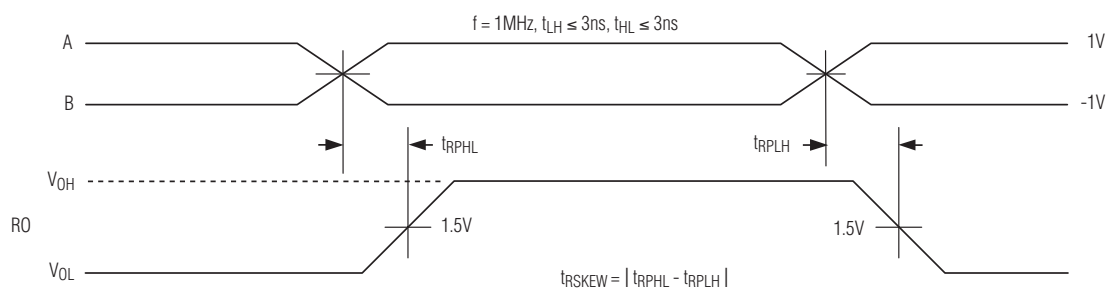 f = 1MHz, tLH ≤ 3ns, tHL ≤ 3ns
A
1V
B
-1V
tRPHL
tRPLH
VOH
RO
1.5V
1.5V
VOL
tRSKEW = | tRPHL - tRPLH |